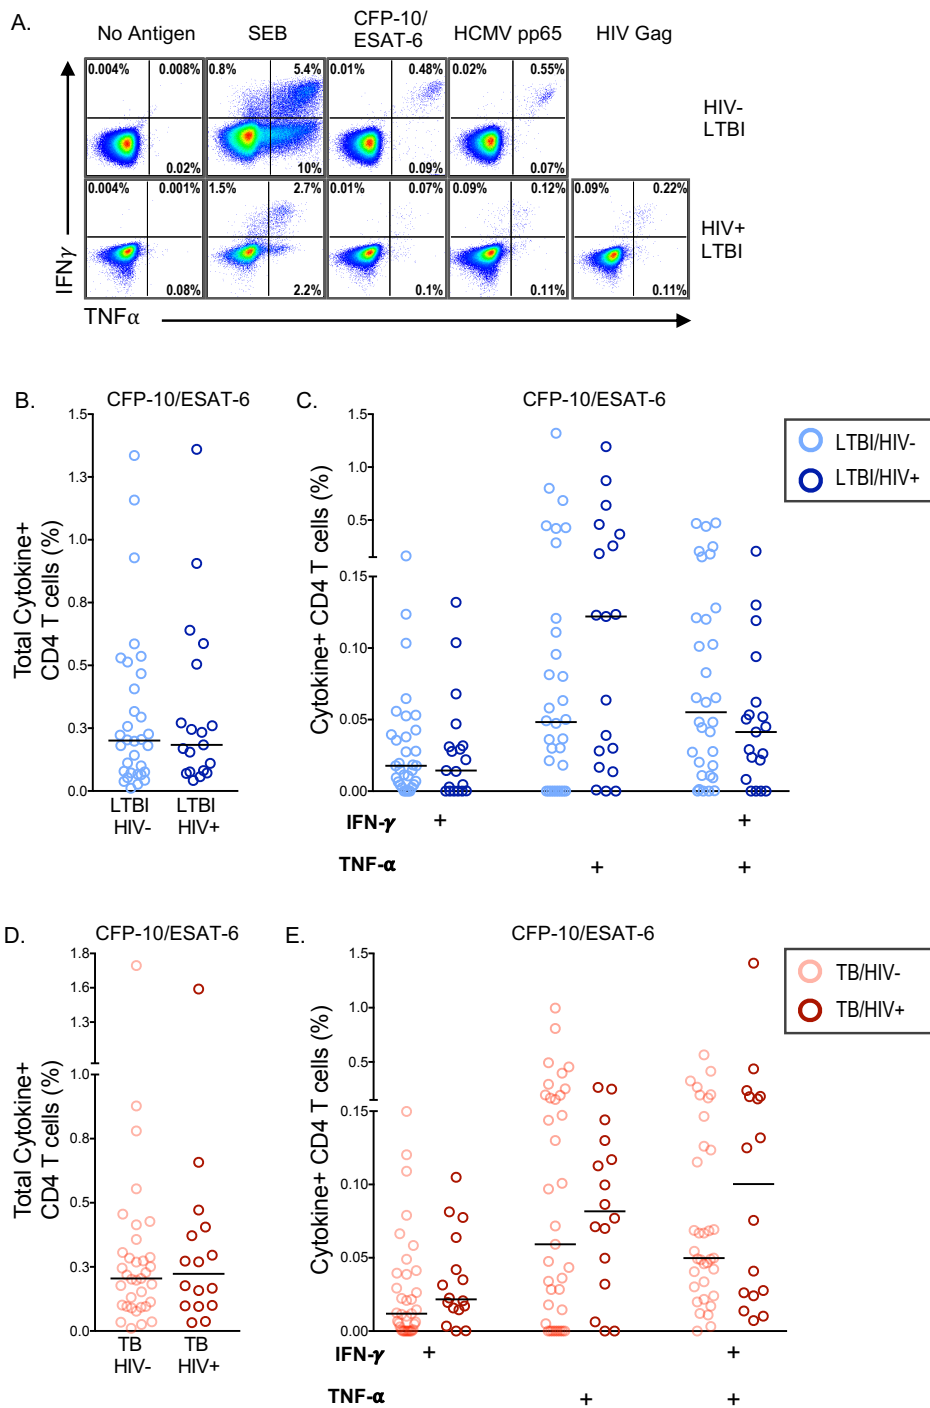 A.
No Antigen SEB CFP-10/ESAT-6 HCMV pp65 HIV Gag
0.004% 0.008% 0.8% 5.4% 0.01% 0.48% 0.02% 0.55%
0.02% 10% 0.09% 0.07%
HIV-
LTBI
0.004% 0.001% 1.5% 2.7% 0.01% 0.07% 0.09% 0.12% 0.09% 0.22%
0.08% 2.2% 0.1% 0.11% 0.11%
HIV+
LTBI
IFNγ
TNFα
B.
CFP-10/ESAT-6
Total Cytokine+
CD4 T cells (%)
1.5
1.3
1.0
0.8
0.5
0.3
0.0
LTBI LTBI
HIV- HIV+
C.
CFP-10/ESAT-6
Cytokine+ CD4 T cells (%)
1.5
1.0
0.5
0.15
0.10
0.05
0.00
IFN-γ + +
TNF-α + +
LTBI/HIV-
LTBI/HIV+
D.
CFP-10/ESAT-6
Total Cytokine+
CD4 T cells (%)
1.8
1.6
1.3
1.0
0.8
0.5
0.3
0.0
TB TB
HIV- HIV+
E.
CFP-10/ESAT-6
Cytokine+ CD4 T cells (%)
1.5
1.0
0.5
0.15
0.10
0.05
0.00
IFN-γ + +
TNF-α + +
TB/HIV-
TB/HIV+